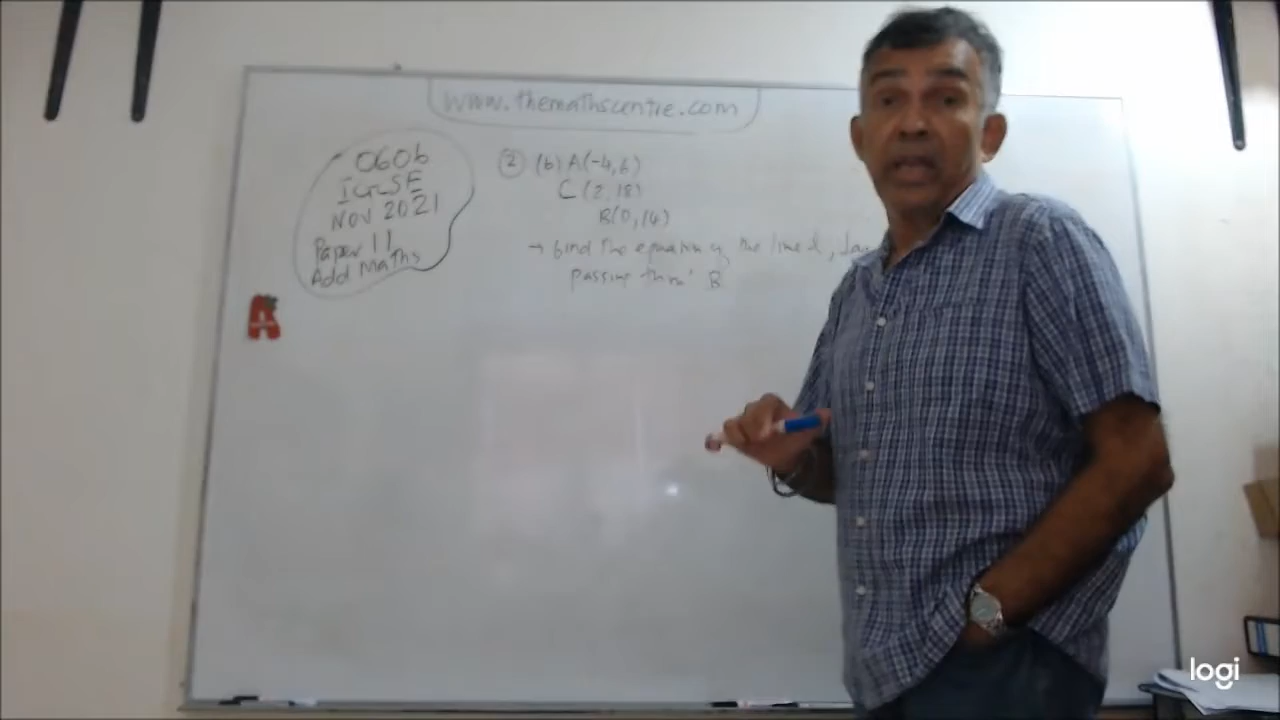 www.themathscentre.com
0606
IGCSE
NOV 2021
Paper 11
Add Maths
② (b) A(-4,6)
C (2,18)
B(0,14)
→ find the equation of the line l,
passing thro' B
A
logi